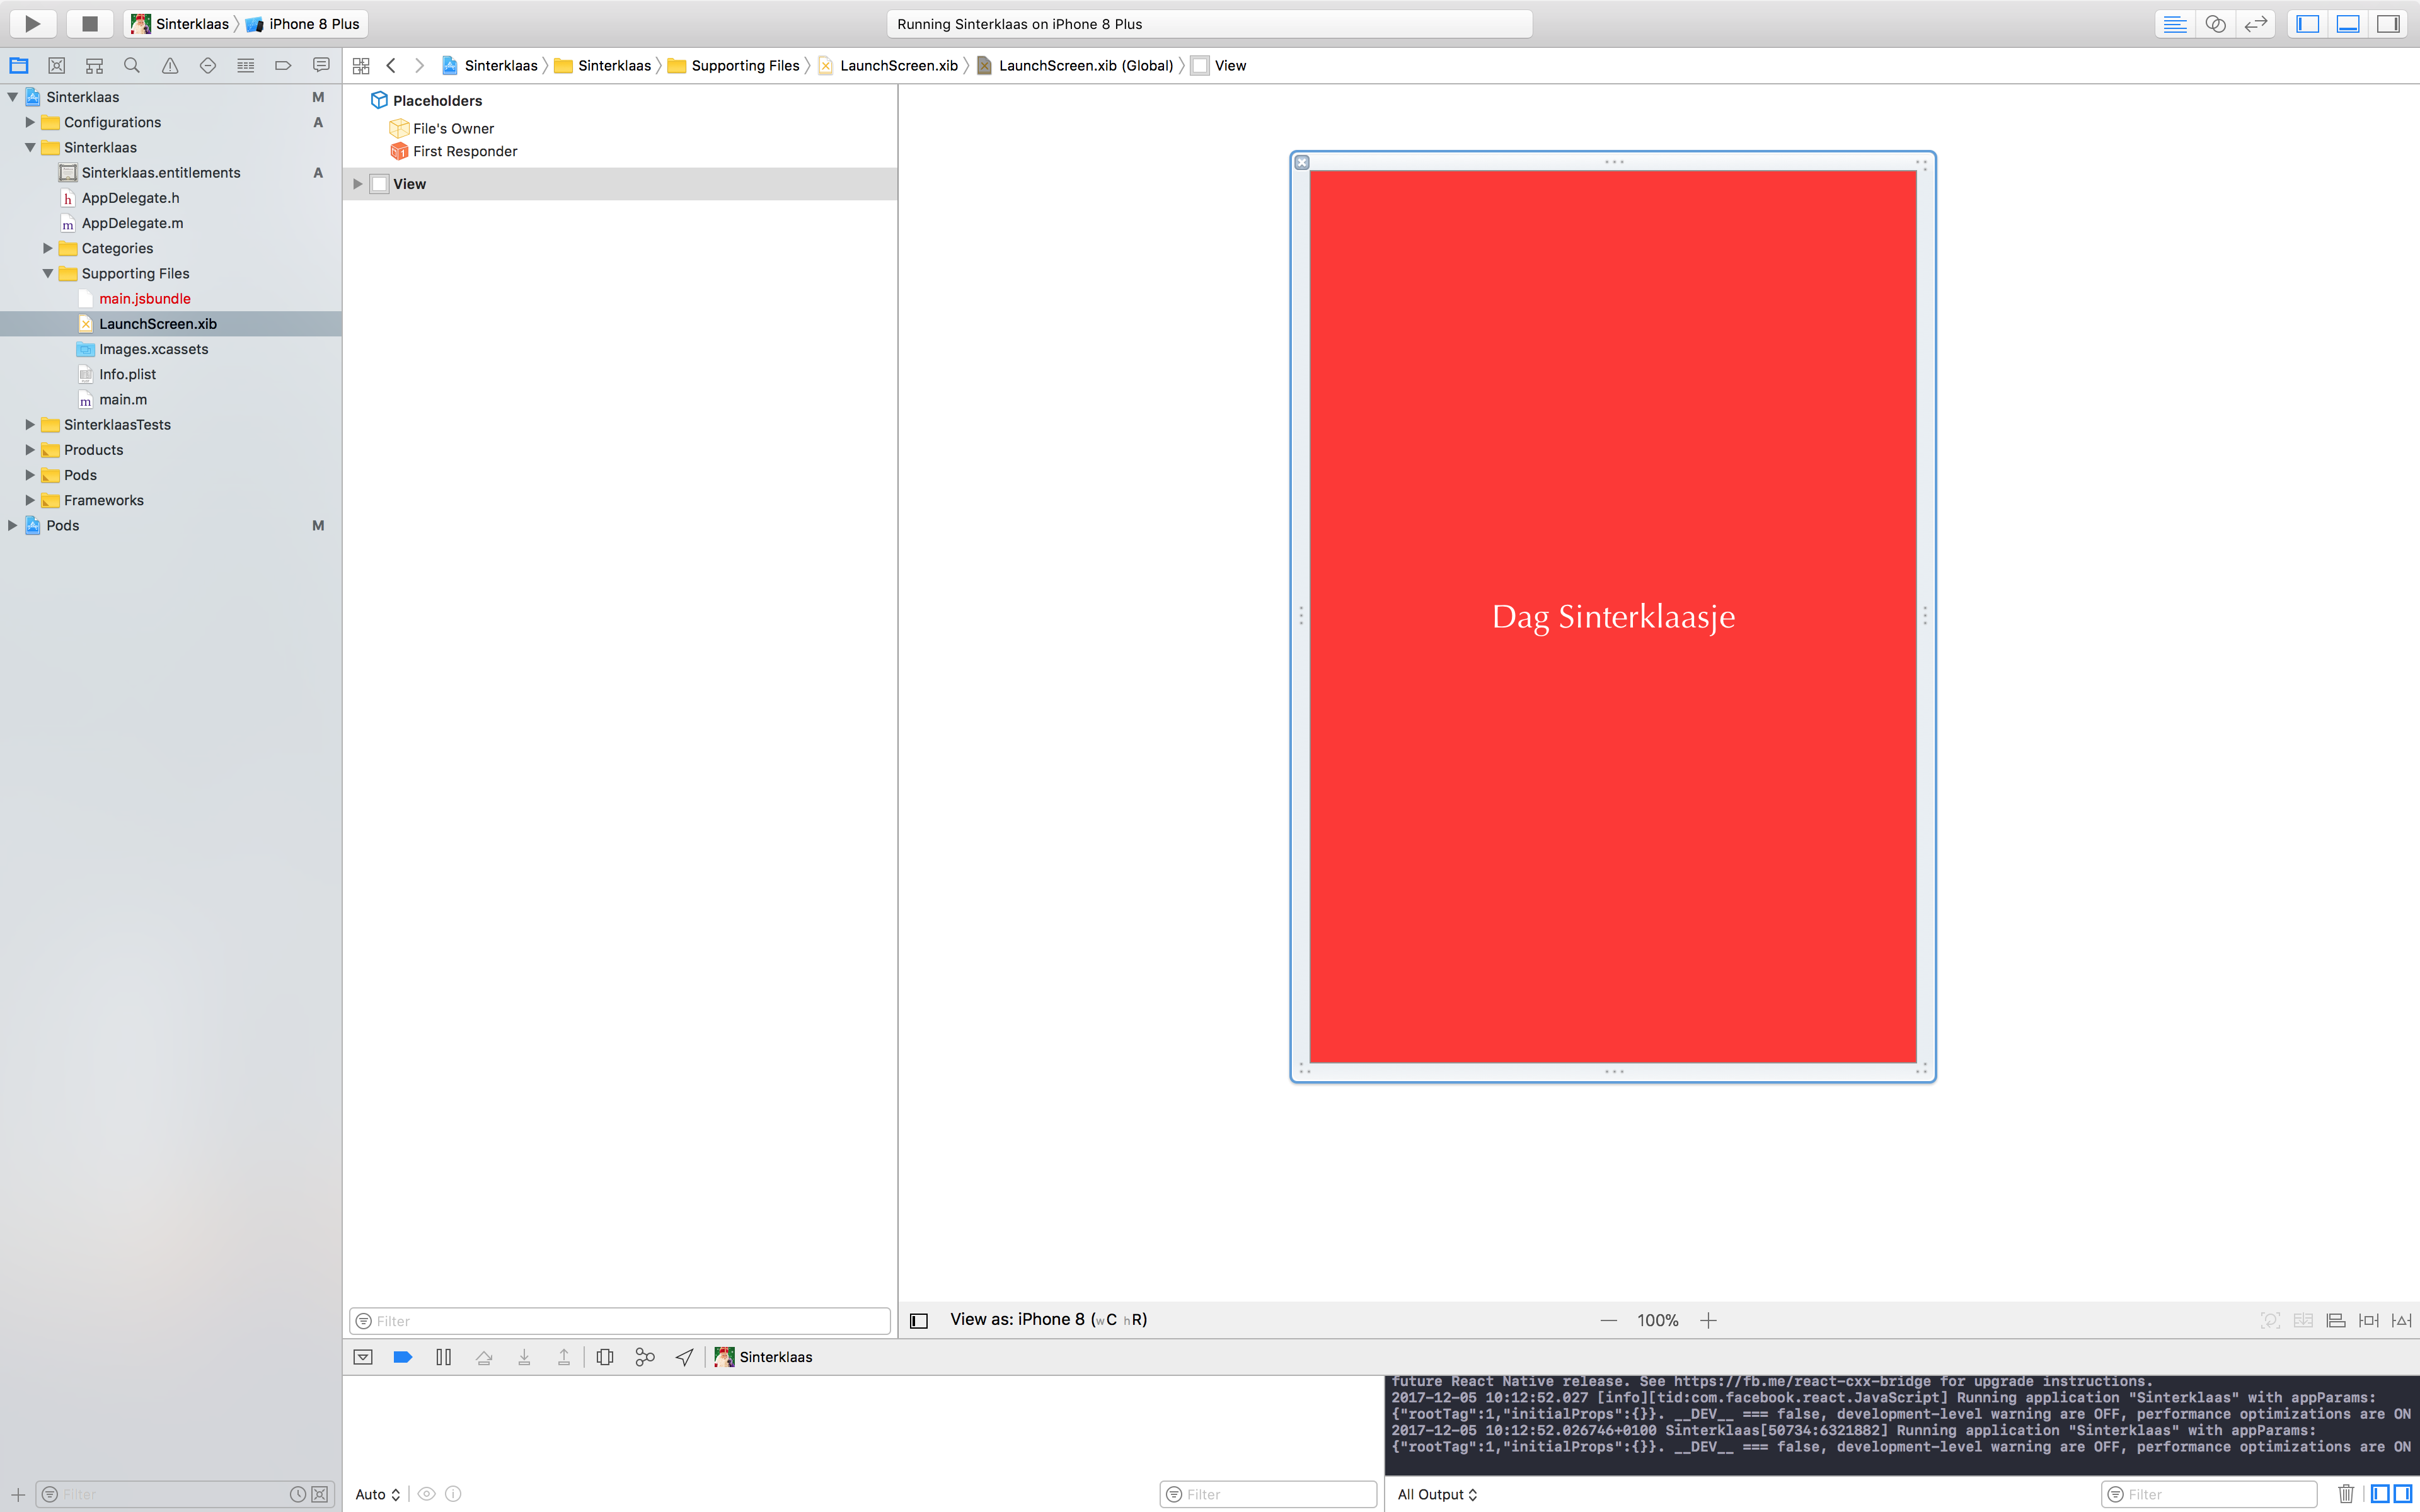 Sinterklaas
iPhone 8 Plus
Running Sinterklaas on iPhone 8 Plus
Sinterklaas
Sinterklaas
Supporting Files
LaunchScreen.xib
LaunchScreen.xib (Global)
View
Sinterklaas M
Configurations A
Sinterklaas
Sinterklaas.entitlements A
h AppDelegate.h
m AppDelegate.m
Categories
Supporting Files
main.jsbundle
LaunchScreen.xib
Images.xcassets
Info.plist
m main.m
SinterklaasTests
Products
Pods
Frameworks
Pods M
Filter
Placeholders
File's Owner
First Responder
View
Filter
Dag Sinterklaasje
View as: iPhone 8 (wC hR)
100%
Sinterklaas
future React Native release. See https://fb.me/react-cxx-bridge for upgrade instructions.
2017-12-05 10:12:52.027 [info][tid:com.facebook.react.JavaScript] Running application "Sinterklaas" with appParams:
{"rootTag":1,"initialProps":{}}. __DEV__ === false, development-level warning are OFF, performance optimizations are ON
2017-12-05 10:12:52.026746+0100 Sinterklaas[50734:6321882] Running application "Sinterklaas" with appParams:
{"rootTag":1,"initialProps":{}}. __DEV__ === false, development-level warning are OFF, performance optimizations are ON
Auto
Filter
All Output
Filter